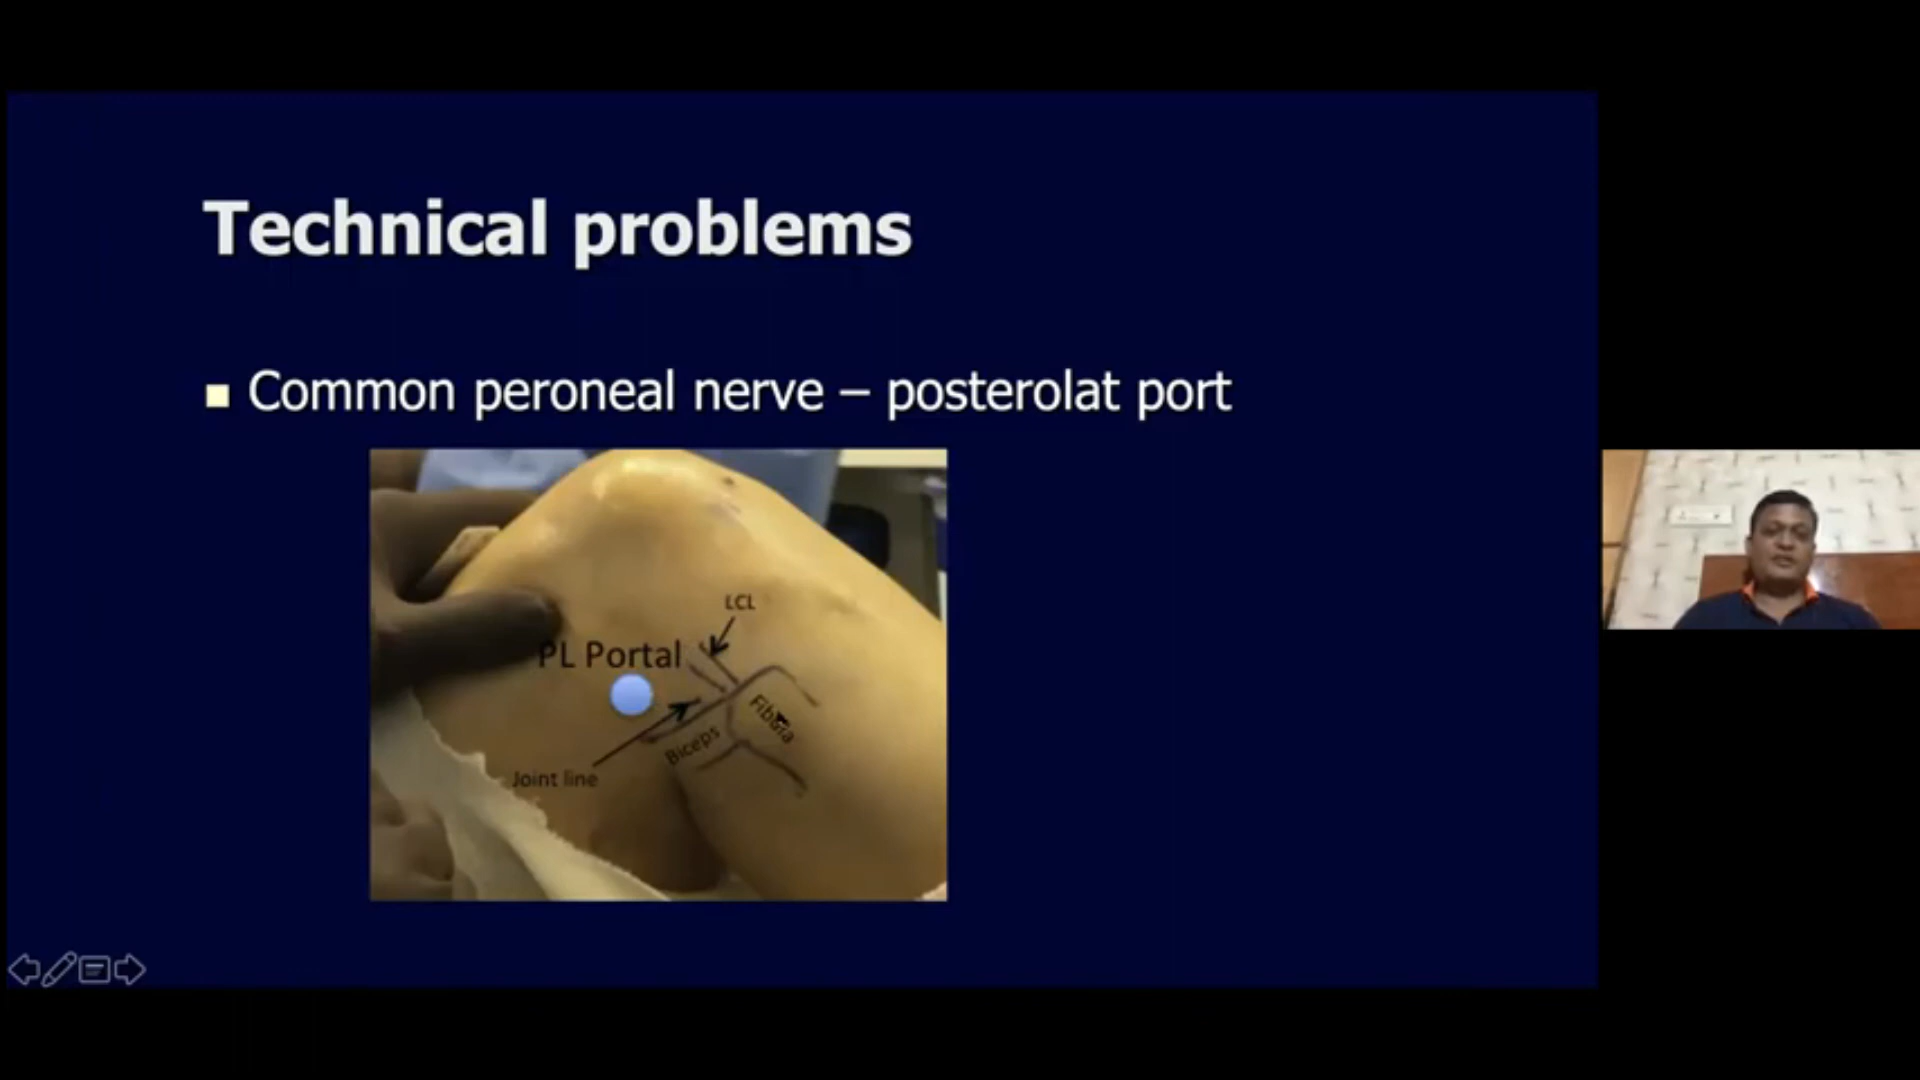 Technical problems
Common peroneal nerve – posterolat port
LCL
PL Portal
Fibula
Biceps
Joint line